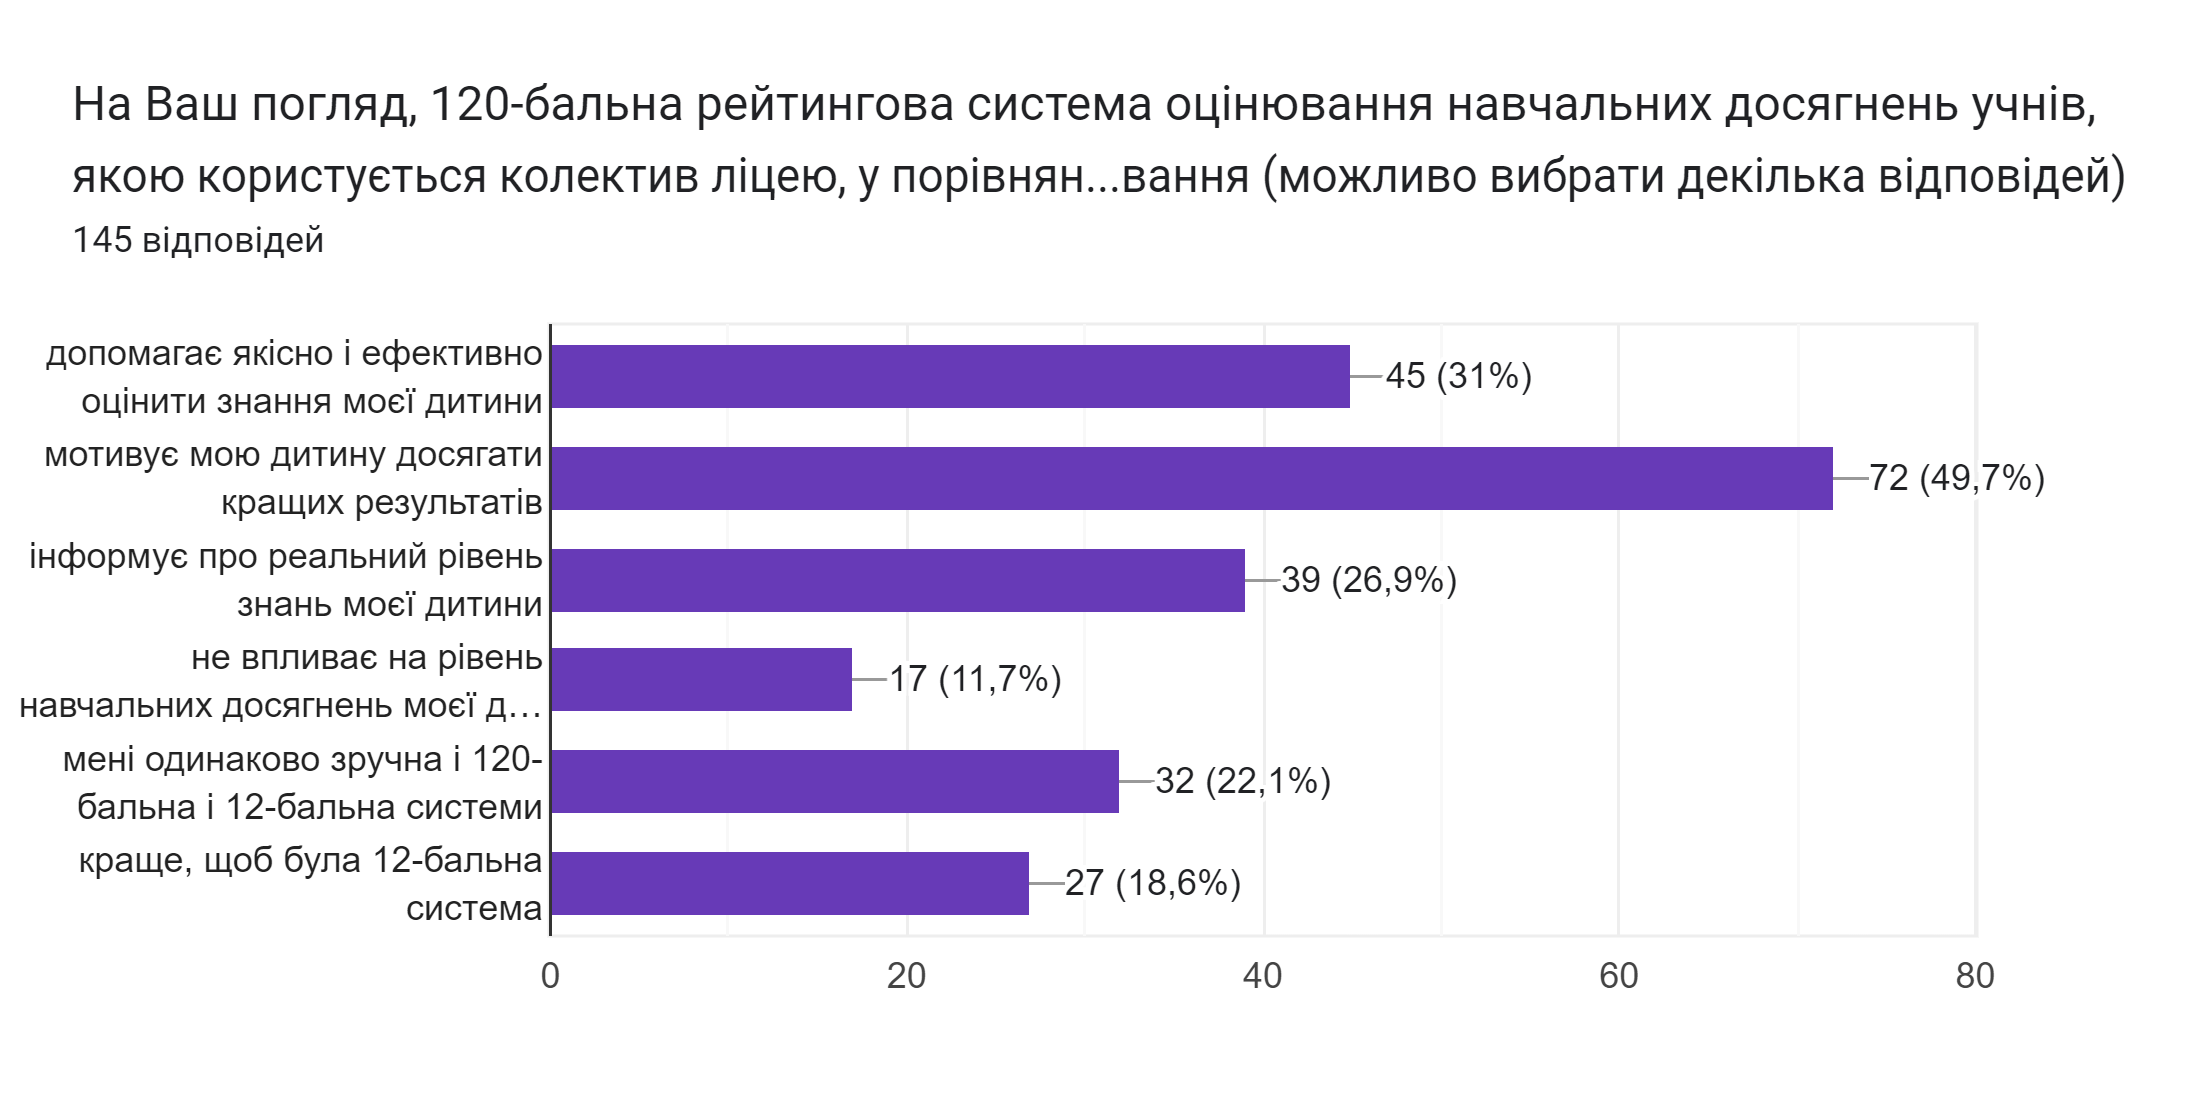 На Ваш погляд, 120-бальна рейтингова система оцінювання навчальних досягнень учнів,
якою користується колектив ліцею, у порівнян...вання (можливо вибрати декілька відповідей)
145 відповідей
допомагає якісно і ефективно
оцінити знання моєї дитини
45 (31%)
мотивує мою дитину досягати
кращих результатів
72 (49,7%)
інформує про реальний рівень
знань моєї дитини
39 (26,9%)
не впливає на рівень
навчальних досягнень моєї д…
17 (11,7%)
мені одинаково зручна і 120-
бальна і 12-бальна системи
32 (22,1%)
краще, щоб була 12-бальна
система
27 (18,6%)
0 20 40 60 80